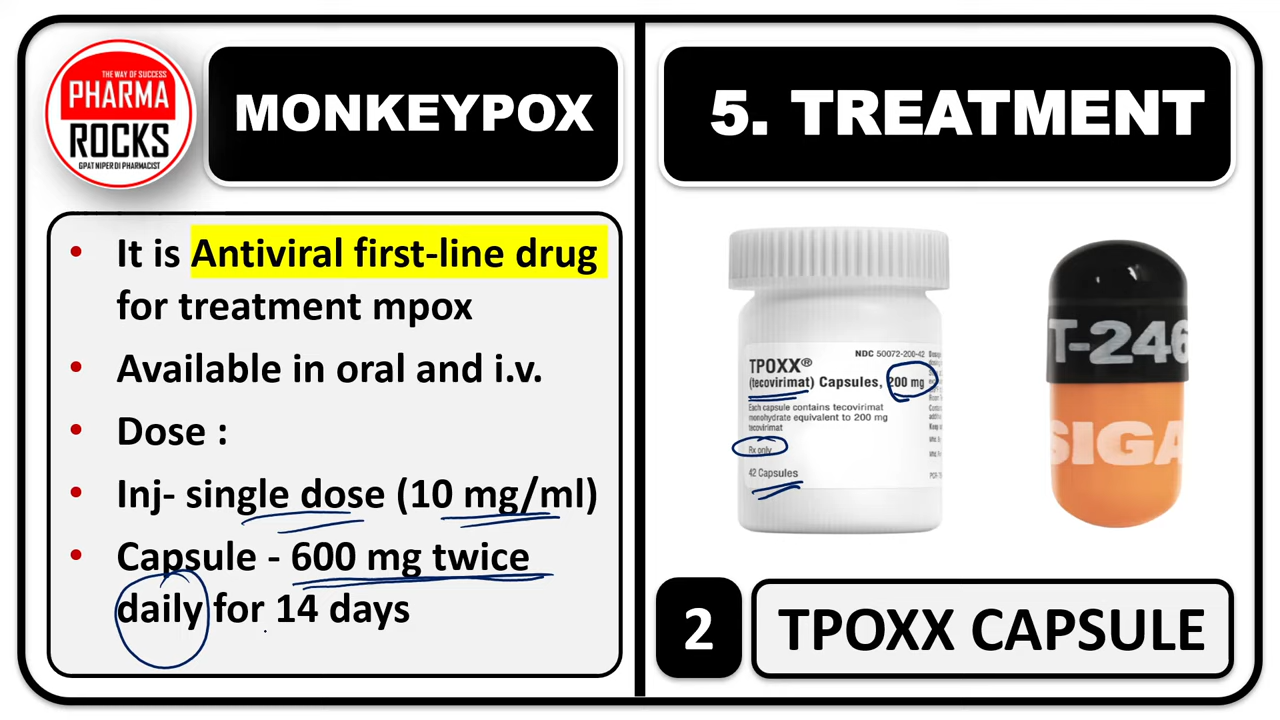 THE WAY OF SUCCESS
PHARMA
ROCKS
GPAT NIPER DI PHARMACIST
MONKEYPOX
• It is Antiviral first-line drug
for treatment mpox
• Available in oral and i.v.
• Dose :
• Inj- single dose (10 mg/ml)
• Capsule - 600 mg twice
daily for 14 days
5. TREATMENT
NDC 50072-200-42
TPOXX®
(tecovirimat) Capsules, 200 mg
Each capsule contains tecovirimat
monohydrate equivalent to 200 mg
tecovirimat
Rx only
42 Capsules
T-246
SIGA
2
TPOXX CAPSULE